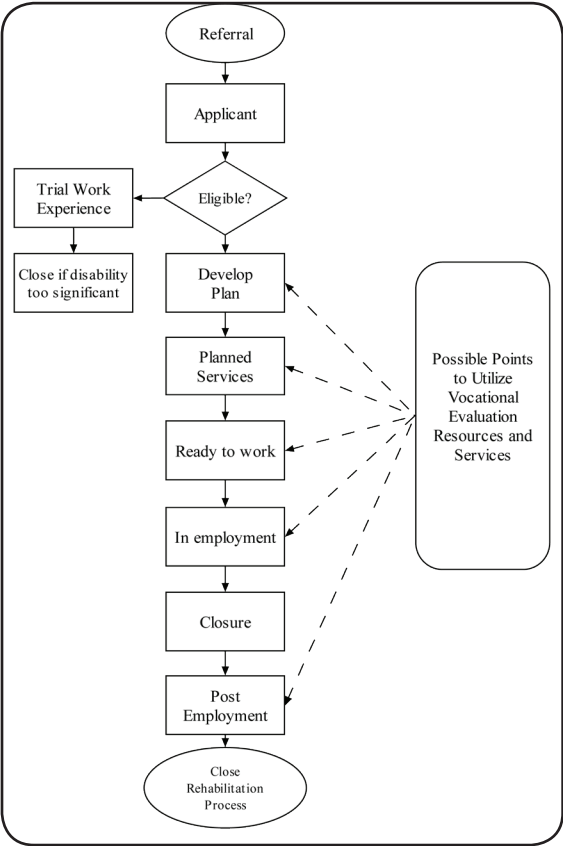 Referral
Applicant
Eligible?
Trial Work
Experience
Close if disability
too significant
Develop
Plan
Planned
Services
Ready to work
In employment
Closure
Post
Employment
Close
Rehabilitation
Process
Possible Points
to Utilize
Vocational
Evaluation
Resources and
Services